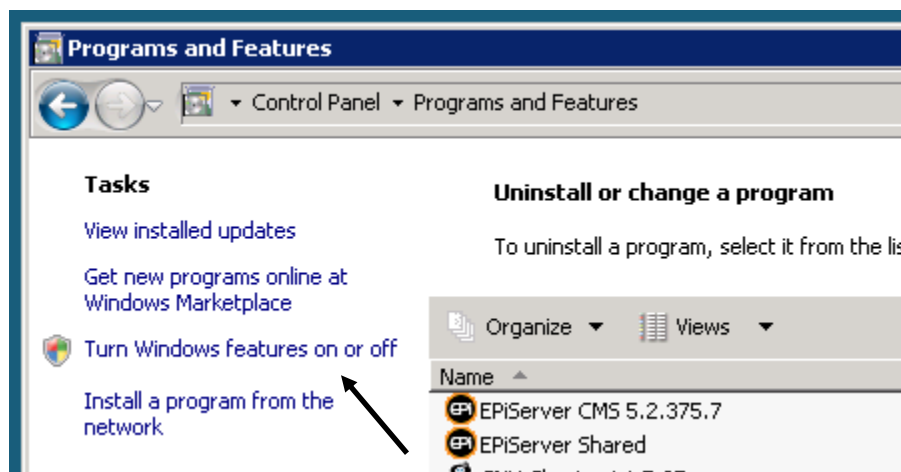 Programs and Features
Control Panel Programs and Features
Tasks
View installed updates
Get new programs online at
Windows Marketplace
Turn Windows features on or off
Install a program from the
network
Uninstall or change a program
To uninstall a program, select it from the
Organize Views
Name
EPiServer CMS 5.2.375.7
EPiServer Shared